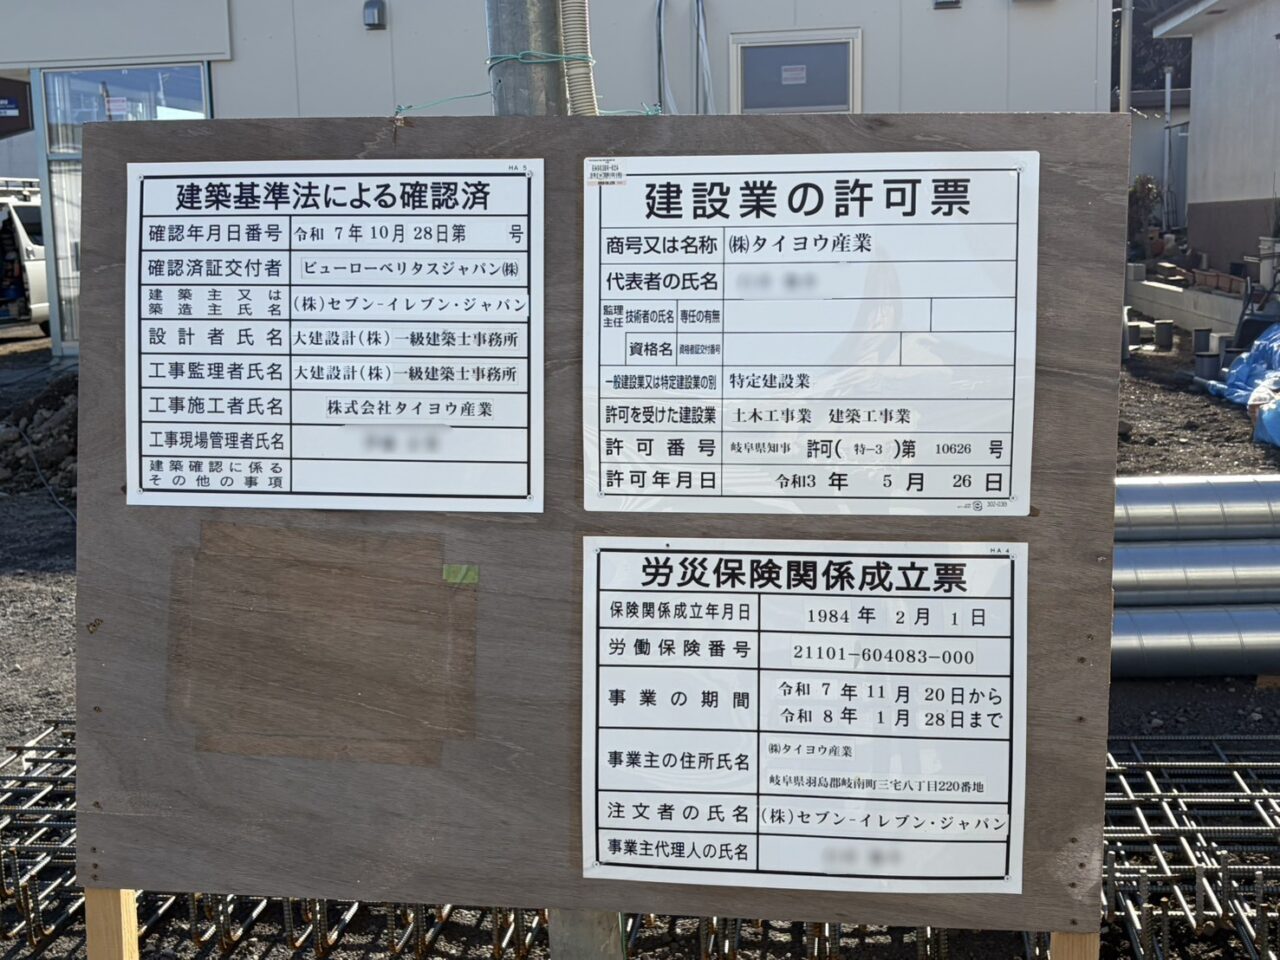 HA 5
建築基準法による確認済
確認年月日番号 令和 7年10月28日第 号
確認済証交付者 ビューローベリタスジャパン㈱
建築主又は築造主氏名 (株)セブン-イレブン・ジャパン
設計者氏名 大建設計(株)一級建築士事務所
工事監理者氏名 大建設計(株)一級建築士事務所
工事施工者氏名 株式会社タイヨウ産業
工事現場管理者氏名
建築確認に係るその他の事項
建設業の許可票
商号又は名称 ㈱タイヨウ産業
代表者の氏名
監理主任 技術者の氏名 専任の有無
資格名 資格者証交付番号
一般建設業又は特定建設業の別 特定建設業
許可を受けた建設業 土木工事業 建築工事業
許可番号 岐阜県知事 許可(特-3)第 10626 号
許可年月日 令和3年 5月 26日
302-03B
HA 4
労災保険関係成立票
保険関係成立年月日 1984年 2月 1日
労働保険番号 21101-604083-000
事業の期間 令和 7年 11月 20日から
令和 8年 1月 28日まで
事業主の住所氏名 ㈱タイヨウ産業
岐阜県羽島郡岐南町三宅八丁目220番地
注文者の氏名 (株)セブン-イレブン・ジャパン
事業主代理人の氏名